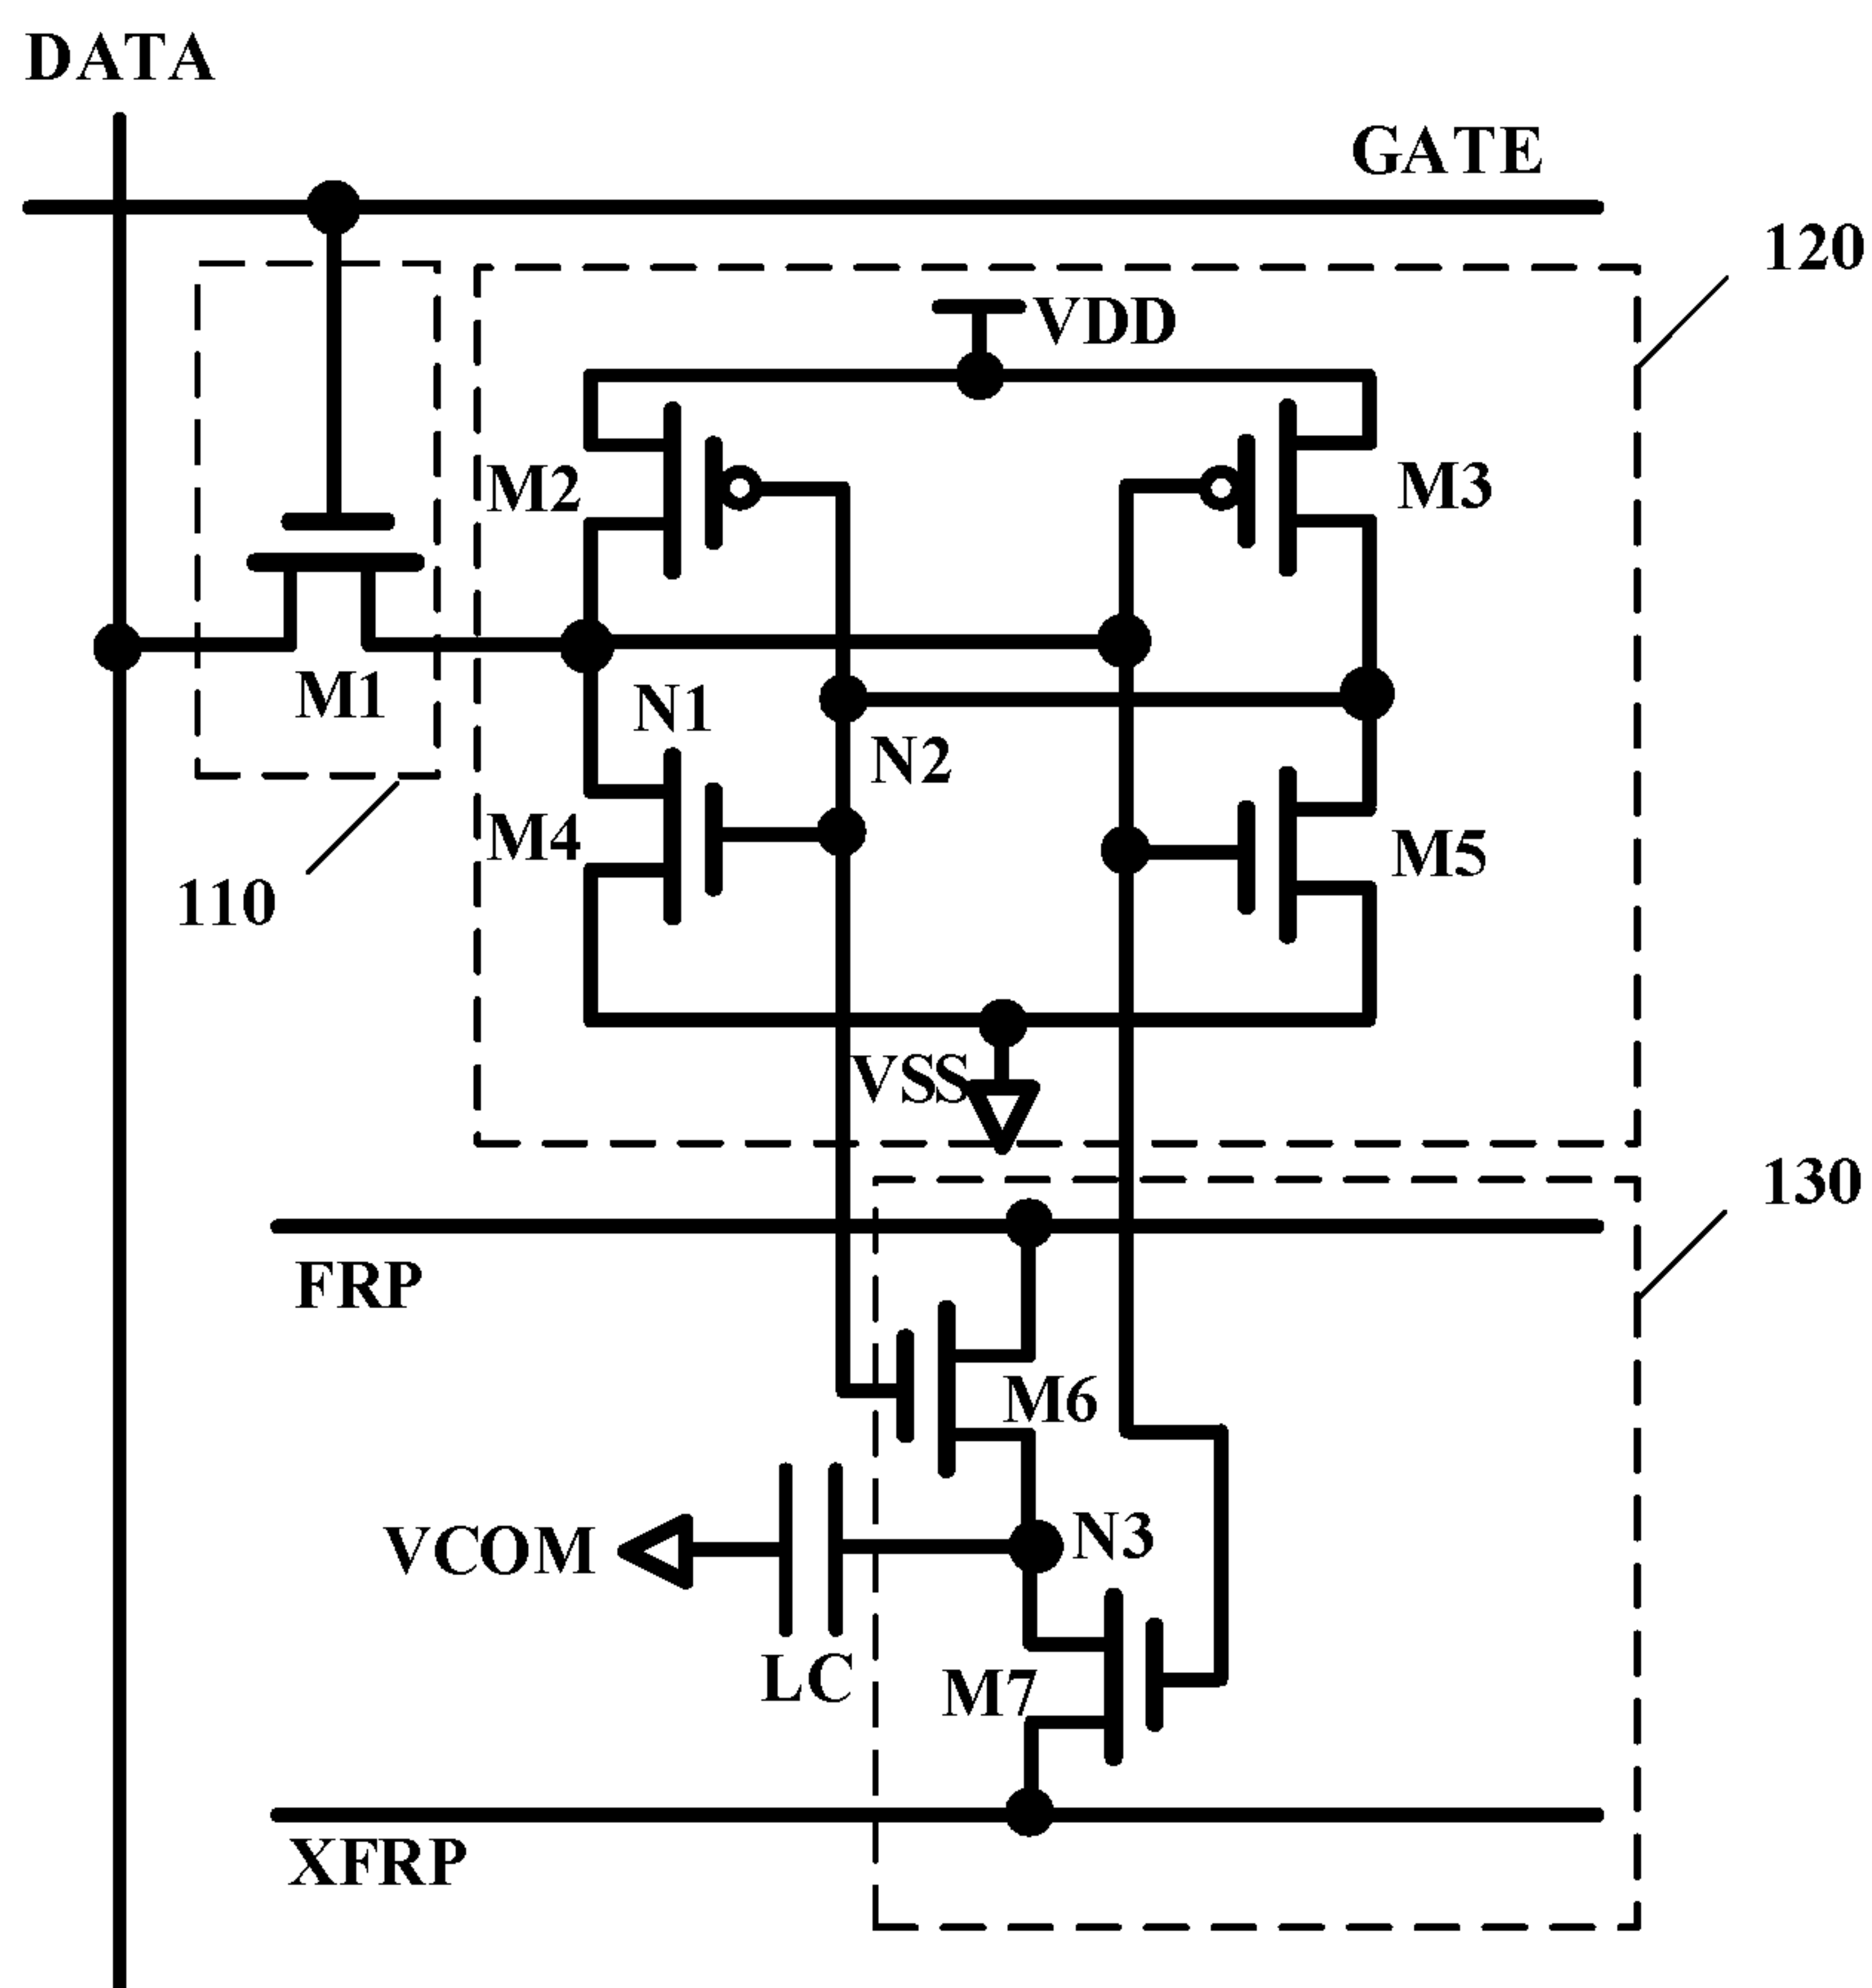 DATA
GATE
120
VDD
M2
M3
M1
N1
N2
M4
M5
110
VSS
130
FRP
M6
VCOM
N3
LC
M7
XFRP